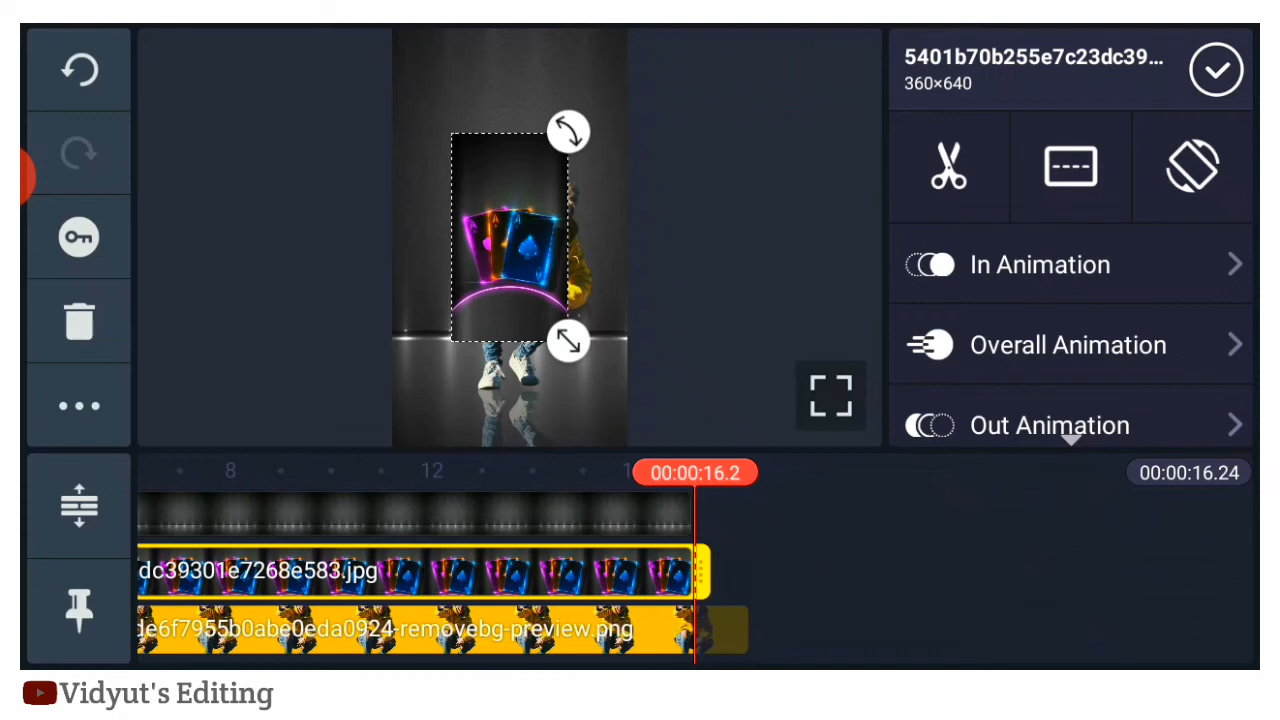 5401b70b255e7c23dc39...
360×640
In Animation
Overall Animation
Out Animation
8
12
00:00:16.2
00:00:16.24
dc39301e7268e583.jpg
de6f7955b0abe0eda0924-removebg-preview.png
Vidyut's Editing